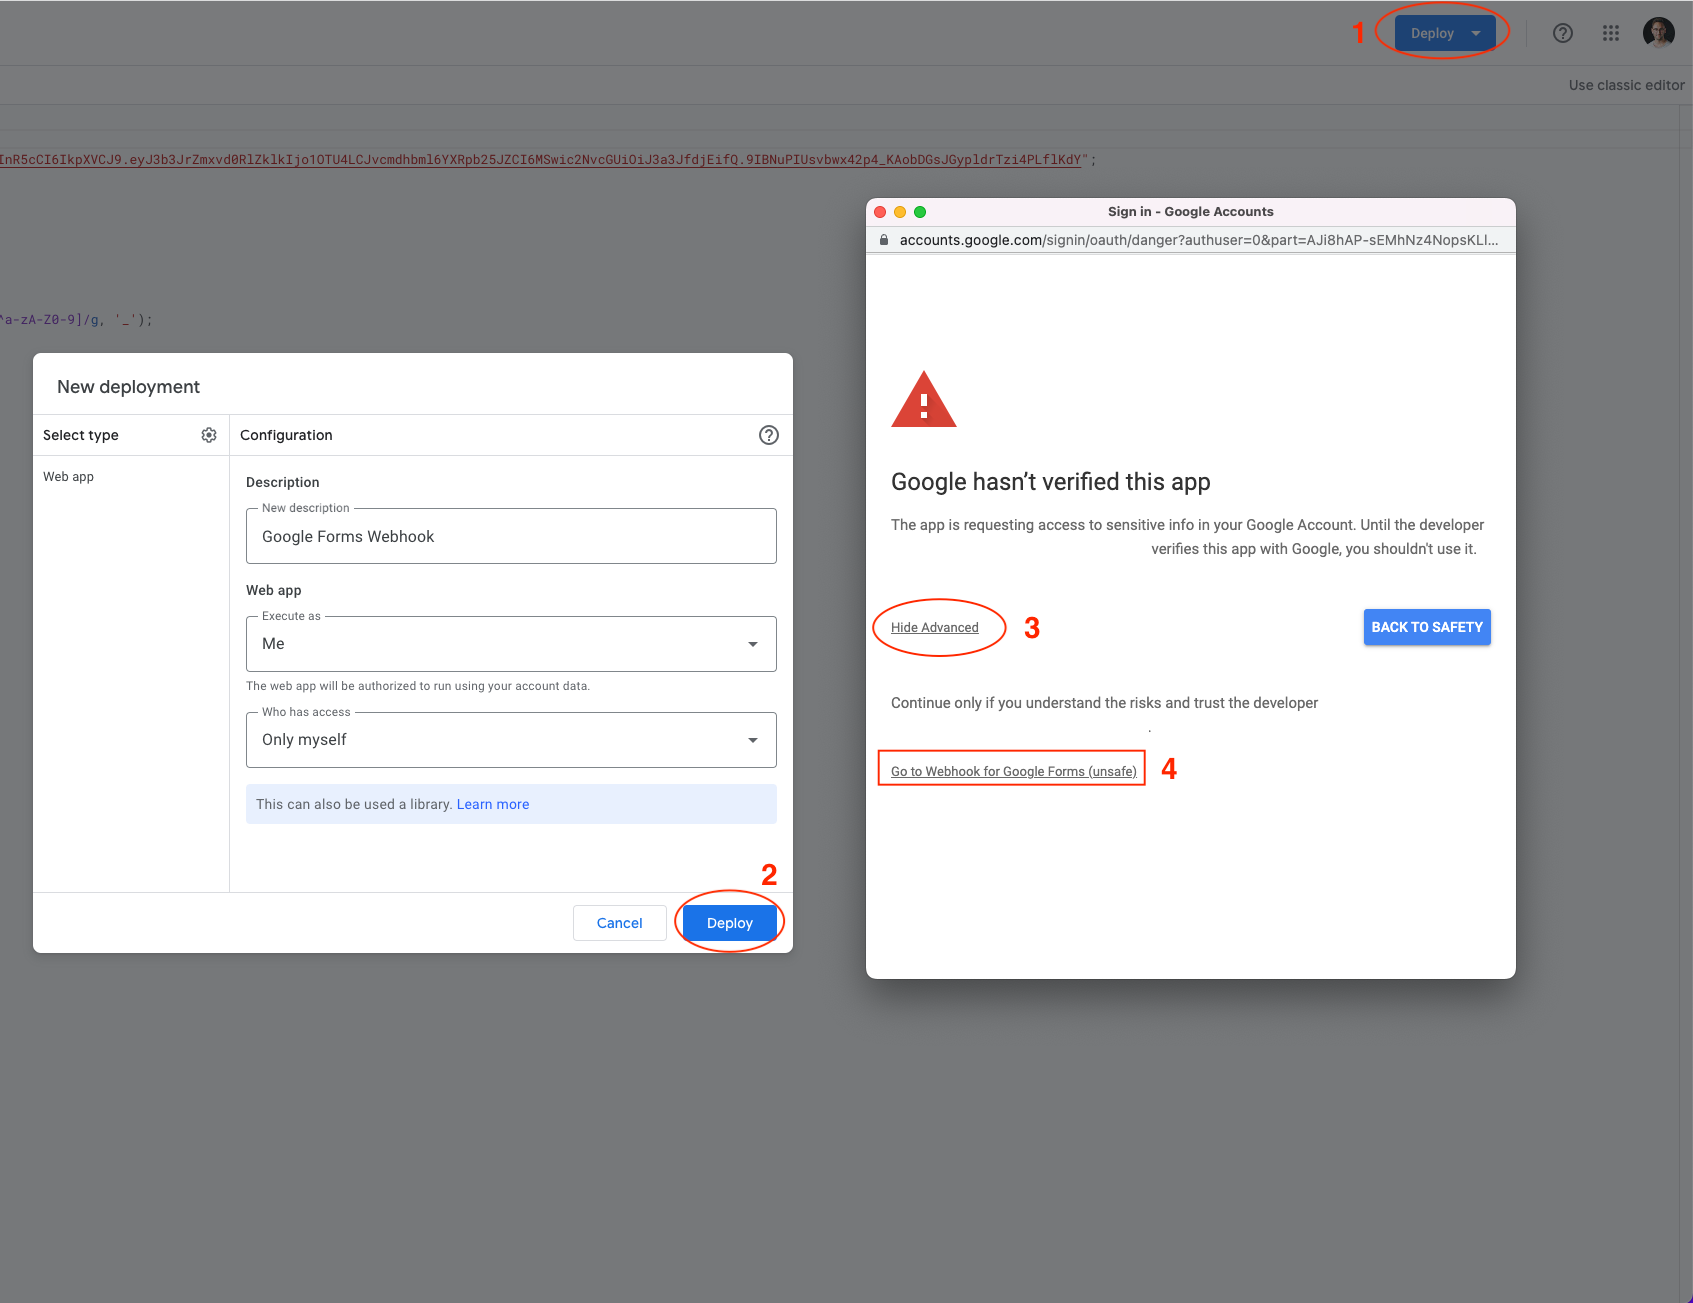 1
Deploy
Use classic editor
InR5cCI6IkpXVCJ9.eyJ3b3JrZmxvd0RlZklkIjo1OTU4LCJvcmdhbml6YXRpb25JZCI6MSwic2NvcGUiOiJ3a3JfdjEifQ.9IBNuPIUsvbwx42p4_KAobDGsJGypldrTzi4PLflKdY";
^a-zA-Z0-9]/g, '_');
New deployment
Select type
Configuration
Web app
Description
New description
Google Forms Webhook
Web app
Execute as
Me
The web app will be authorized to run using your account data.
Who has access
Only myself
This can also be used a library. Learn more
2
Cancel
Deploy
Sign in - Google Accounts
accounts.google.com/signin/oauth/danger?authuser=0&part=AJi8hAP-sEMhNz4NopsKLI...
Google hasn’t verified this app
The app is requesting access to sensitive info in your Google Account. Until the developer
verifies this app with Google, you shouldn't use it.
Hide Advanced
3
BACK TO SAFETY
Continue only if you understand the risks and trust the developer
.
Go to Webhook for Google Forms (unsafe)
4